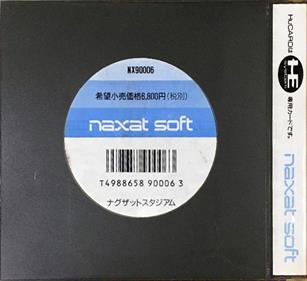 NX90006
希望小売価格6,800円(税別)
naxat soft
T4988658 90006 3
ナグザットスタジアム
HuCARDは
HE
専用カードです。
naxat soft